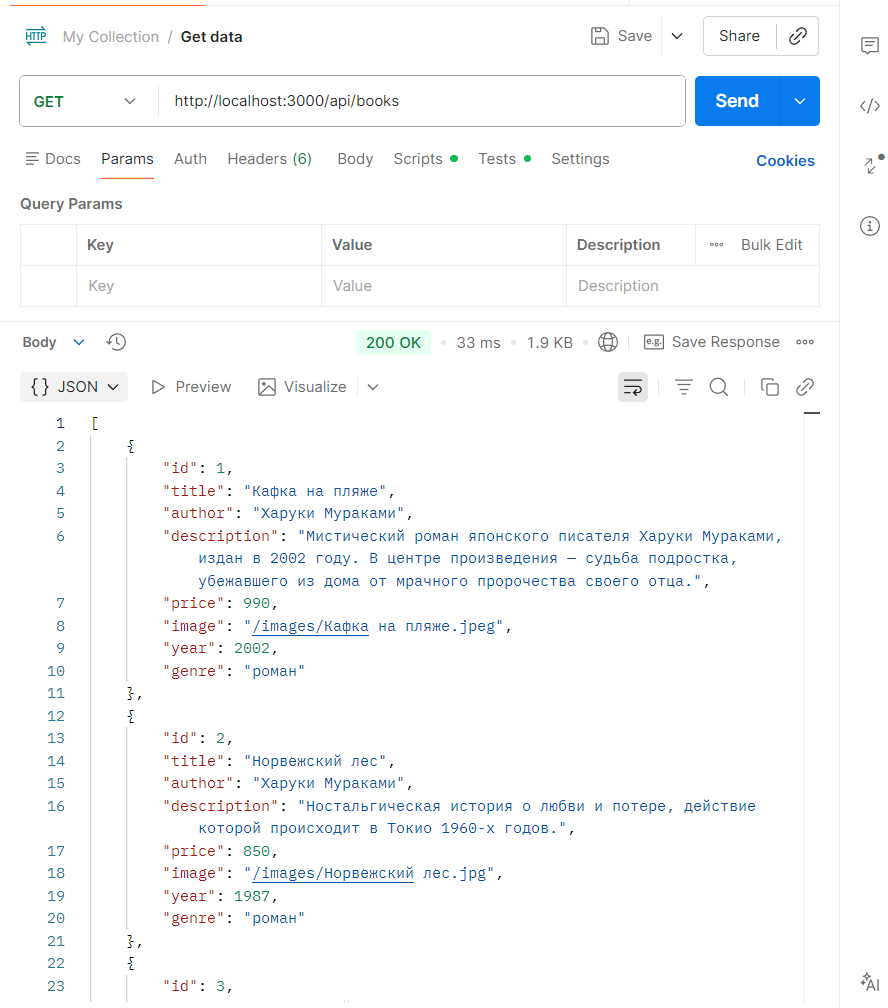 HTTP My Collection / Get data Save Share
GET http://localhost:3000/api/books Send
Docs Params Auth Headers (6) Body Scripts Tests Settings Cookies
Query Params
Key Value Description Bulk Edit
Key Value Description
Body 200 OK 33 ms 1.9 KB e.g. Save Response
{} JSON Preview Visualize
1 [
2 {
3 "id": 1,
4 "title": "Кафка на пляже",
5 "author": "Харуки Мураками",
6 "description": "Мистический роман японского писателя Харуки Мураками,
издан в 2002 году. В центре произведения — судьба подростка,
убежавшего из дома от мрачного пророчества своего отца.",
7 "price": 990,
8 "image": "/images/Кафка на пляже.jpeg",
9 "year": 2002,
10 "genre": "роман"
11 },
12 {
13 "id": 2,
14 "title": "Норвежский лес",
15 "author": "Харуки Мураками",
16 "description": "Ностальгическая история о любви и потере, действие
которой происходит в Токио 1960-х годов.",
17 "price": 850,
18 "image": "/images/Норвежский лес.jpg",
19 "year": 1987,
20 "genre": "роман"
21 },
22 {
23 "id": 3,
AI